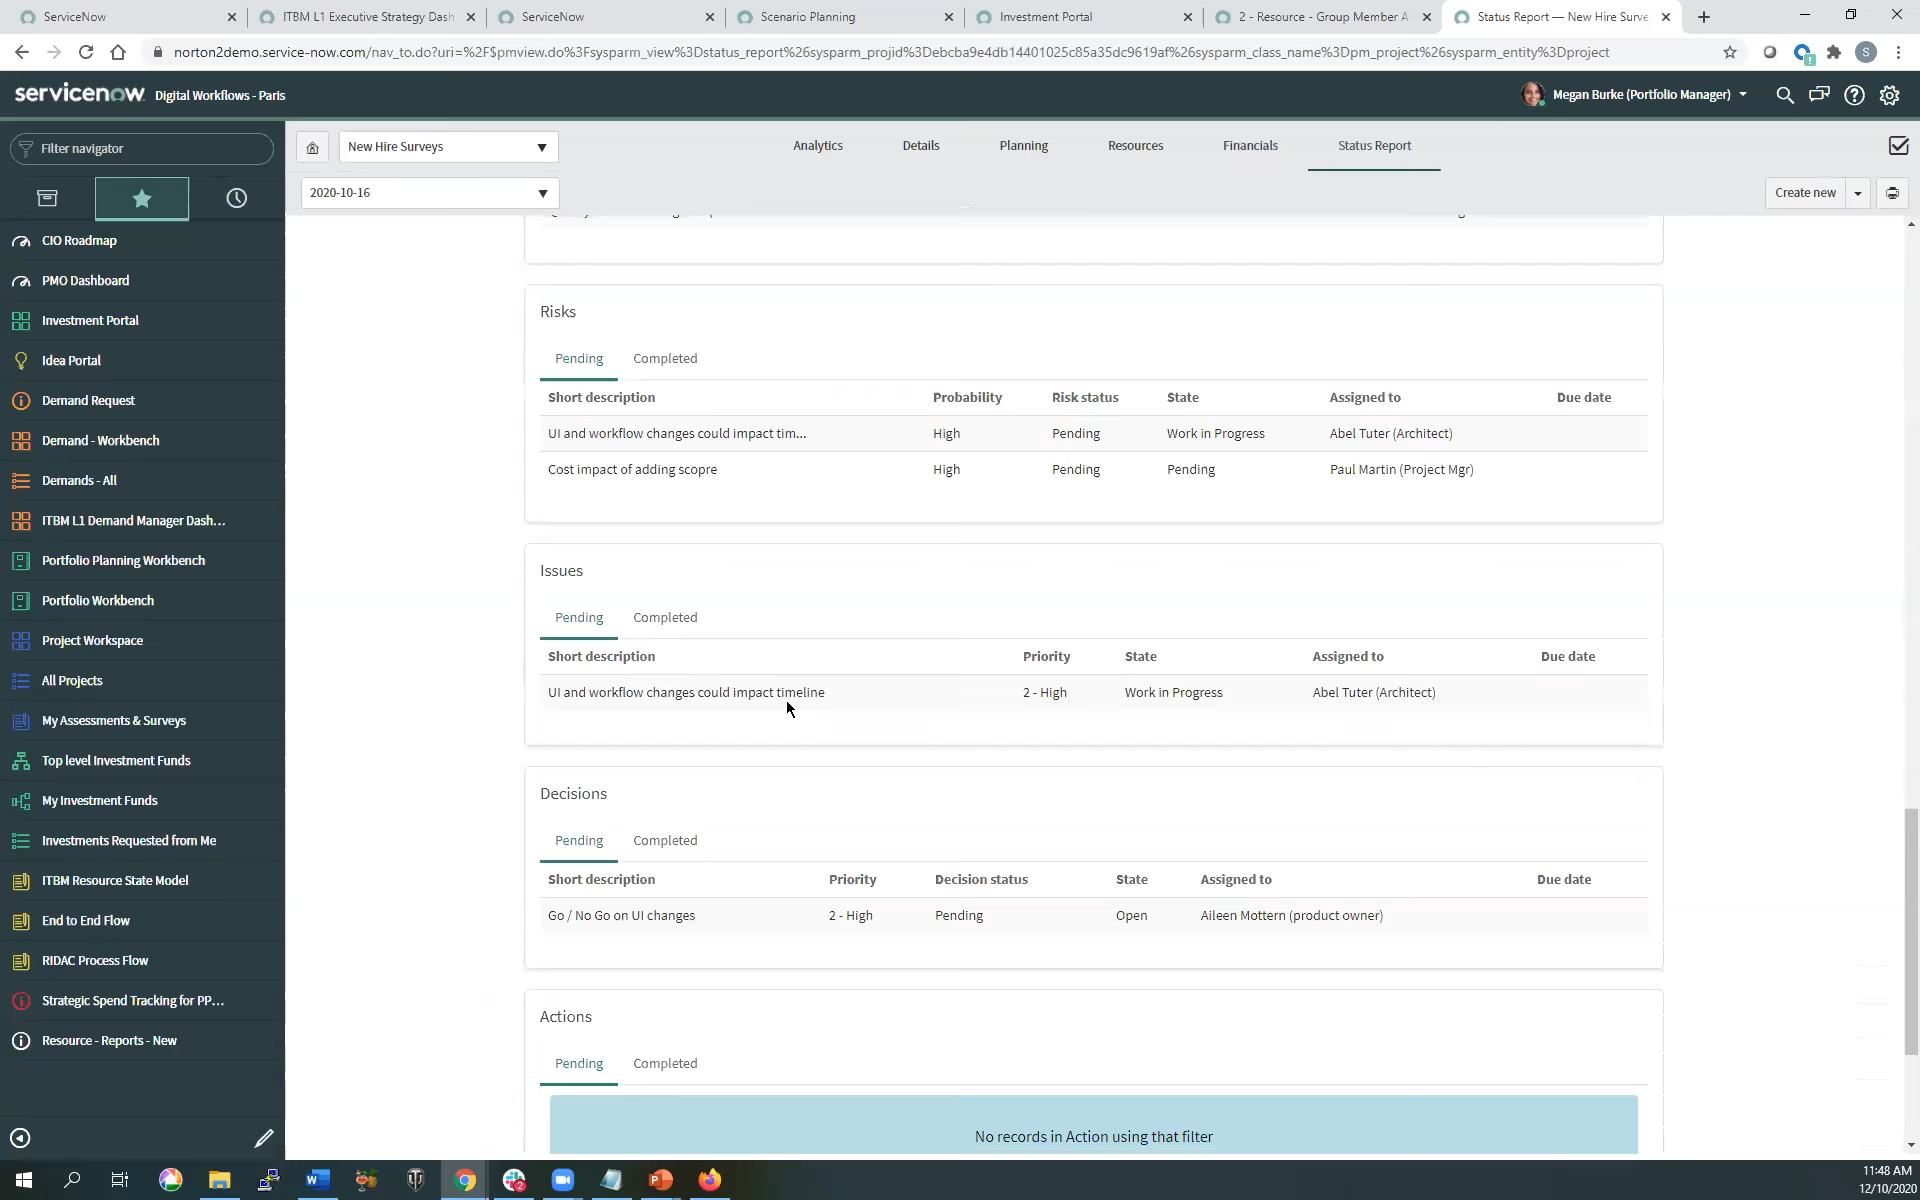 ServiceNow
ITBM L1 Executive Strategy Dash
ServiceNow
Scenario Planning
Investment Portal
2 - Resource - Group Member A
Status Report — New Hire Surve
norton2demo.service-now.com/nav_to.do?uri=%2F$pmview.do%3Fsysparm_view%3Dstatus_report%26sysparm_projid%3Debcba9e4db14401025c85a35dc9619af%26sysparm_class_name%3Dpm_project%26sysparm_entity%3Dproject
S
servicenow Digital Workflows - Paris
Megan Burke (Portfolio Manager)
Filter navigator
New Hire Surveys
Analytics
Details
Planning
Resources
Financials
Status Report
2020-10-16
Create new
CIO Roadmap
PMO Dashboard
Investment Portal
Idea Portal
Demand Request
Demand - Workbench
Demands - All
ITBM L1 Demand Manager Dash...
Portfolio Planning Workbench
Portfolio Workbench
Project Workspace
All Projects
My Assessments & Surveys
Top level Investment Funds
My Investment Funds
Investments Requested from Me
ITBM Resource State Model
End to End Flow
RIDAC Process Flow
Strategic Spend Tracking for PP...
Resource - Reports - New
Risks
Pending Completed
Short description Probability Risk status State Assigned to Due date
UI and workflow changes could impact tim... High Pending Work in Progress Abel Tuter (Architect)
Cost impact of adding scopre High Pending Pending Paul Martin (Project Mgr)
Issues
Pending Completed
Short description Priority State Assigned to Due date
UI and workflow changes could impact timeline 2 - High Work in Progress Abel Tuter (Architect)
Decisions
Pending Completed
Short description Priority Decision status State Assigned to Due date
Go / No Go on UI changes 2 - High Pending Open Aileen Mottern (product owner)
Actions
Pending Completed
No records in Action using that filter
11:48 AM
12/10/2020